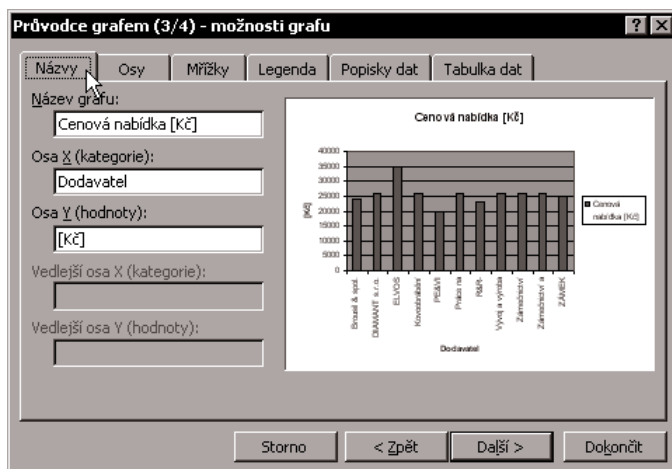 Průvodce grafem (3/4) - možnosti grafu
Názvy Osy Mřížky Legenda Popisky dat Tabulka dat
Název grafu:
Cenová nabídka [Kč]
Osa X (kategorie):
Dodavatel
Osa Y (hodnoty):
[Kč]
Vedlejší osa X (kategorie):
Vedlejší osa Y (hodnoty):
Cenová nabídka [Kč]
40000
35000
30000
25000
20000
15000
10000
5000
0
[Kč]
Brousil & spol.
DIAMANT s.r.o.
ELVOS
Kovoobrábění
PE&VI
Práce na
R&R-
Vývoj a výroba
Zámečnictví
Zámečnictví a
ZÁMEK
Dodavatel
Cenová
nabídka [Kč]
Storno < Zpět Další > Dokončit